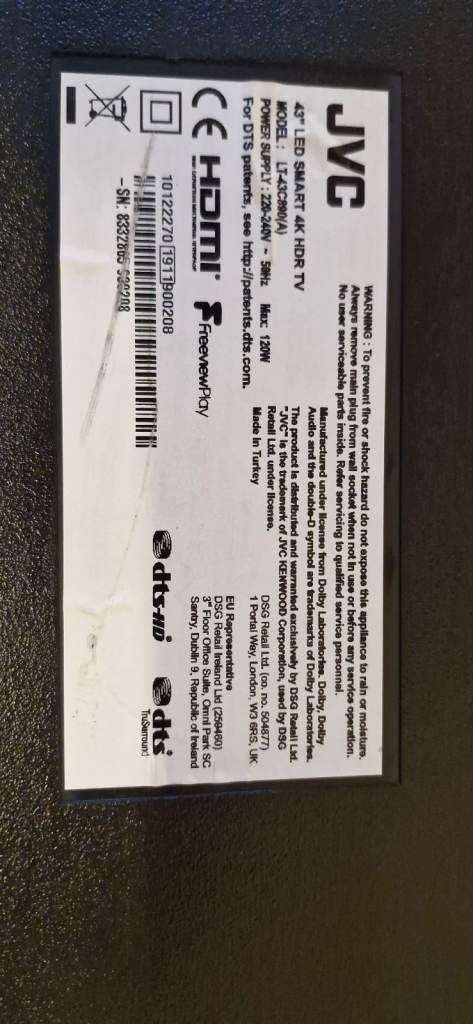 JVC
43" LED SMART 4K HDR TV
MODEL : LT-43C890(A)
POWER SUPPLY : 220-240V ~ 50Hz Max: 120W
For DTS patents, see http://patents.dts.com.
CE HDMI Freeview Play
10122270 1911 900208
- SN: 900208
WARNING : To prevent fire or shock hazard do not expose this appliance to rain or moisture.
Always remove main plug from wall socket when not in use or before any service operation.
No user serviceable parts inside. Refer servicing to qualified service personnel.
Manufactured under license from Dolby Laboratories. Dolby, Dolby
Audio and the double-D symbol are trademarks of Dolby Laboratories.
The product is distributed and warranted exclusively by DSG Retail Ltd.
"JVC" is the trademark of JVC KENWOOD Corporation, used by DSG
Retail Ltd. under license.
Made in Turkey
DSG Retail Ltd. (co. no. 504877)
1 Portal Way, London, W3 6RS, UK
EU Representative
DSG Retail Ireland Ltd (259460)
3rd Floor Office Suite, Omni Park SC
Santry, Dublin 9, Republic of Ireland
dts-HD
dts
TruSurround